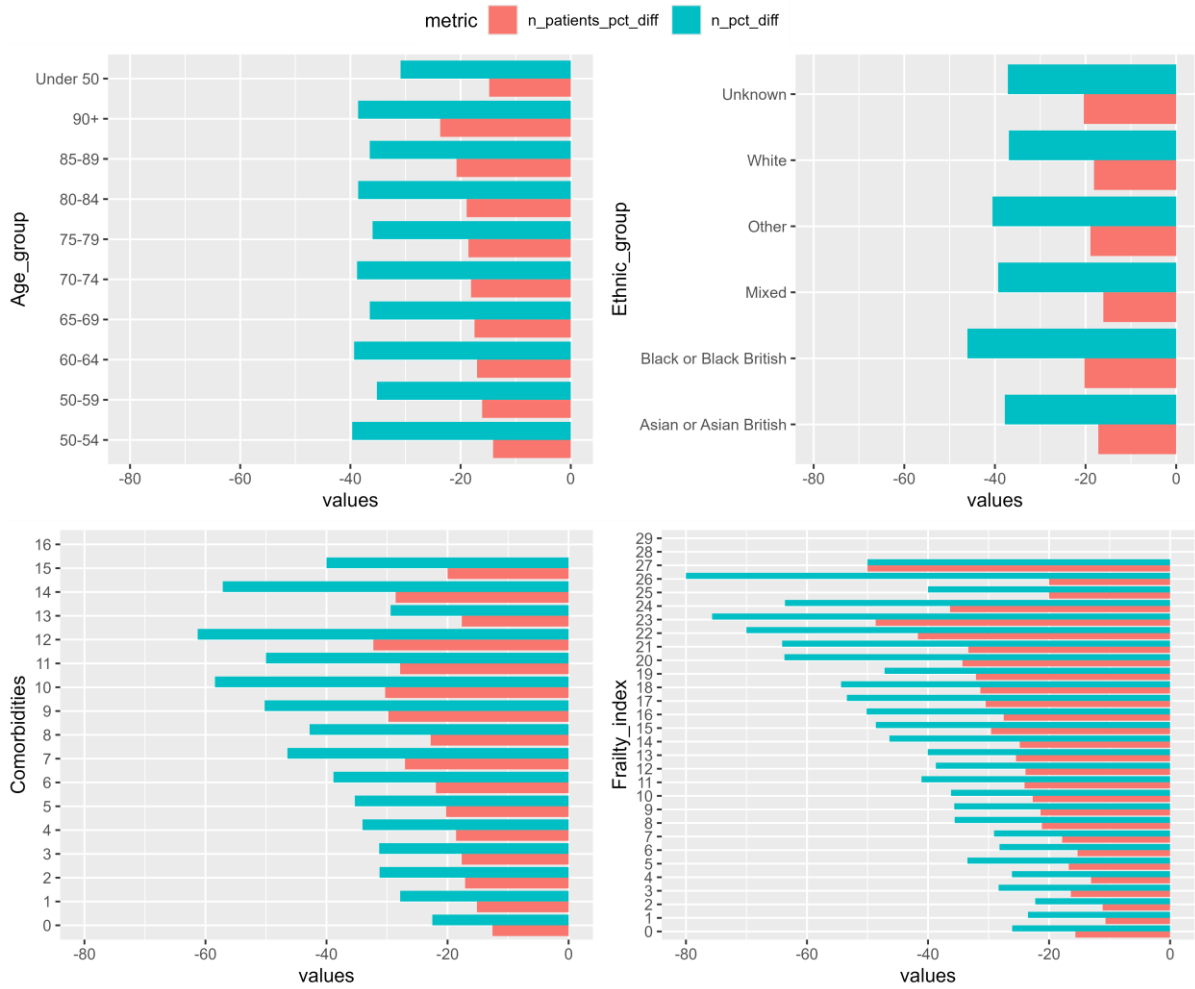 metric n_patients_pct_diff n_pct_diff
Age_group
Under 50
90+
85-89
80-84
75-79
70-74
65-69
60-64
50-59
50-54
-80 -60 -40 -20 0
values
Ethnic_group
Unknown
White
Other
Mixed
Black or Black British
Asian or Asian British
-80 -60 -40 -20 0
values
Comorbidities
16
15
14
13
12
11
10
9
8
7
6
5
4
3
2
1
0
-80 -60 -40 -20 0
values
Frailty_index
29
28
27
26
25
24
23
22
21
20
19
18
17
16
15
14
13
12
11
10
9
8
7
6
5
4
3
2
1
0
-80 -60 -40 -20 0
values